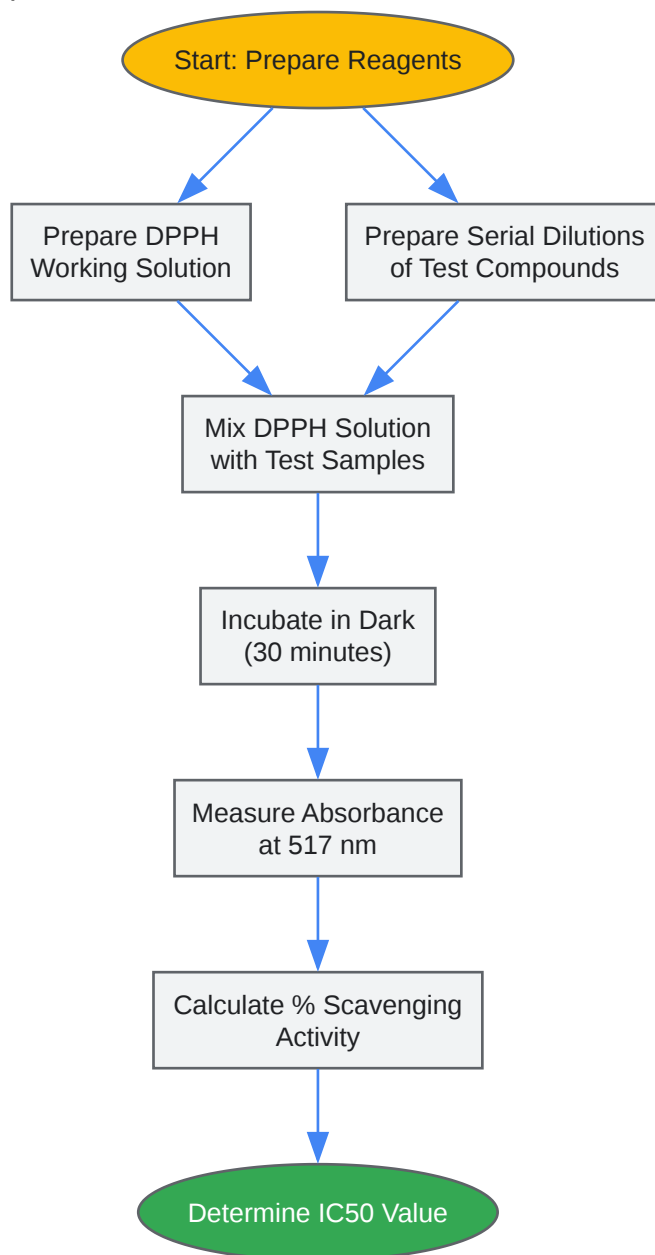 Start: Prepare Reagents
Prepare DPPH
Working Solution
Prepare Serial Dilutions
of Test Compounds
Mix DPPH Solution
with Test Samples
Incubate in Dark
(30 minutes)
Measure Absorbance
at 517 nm
Calculate % Scavenging
Activity
Determine IC50 Value